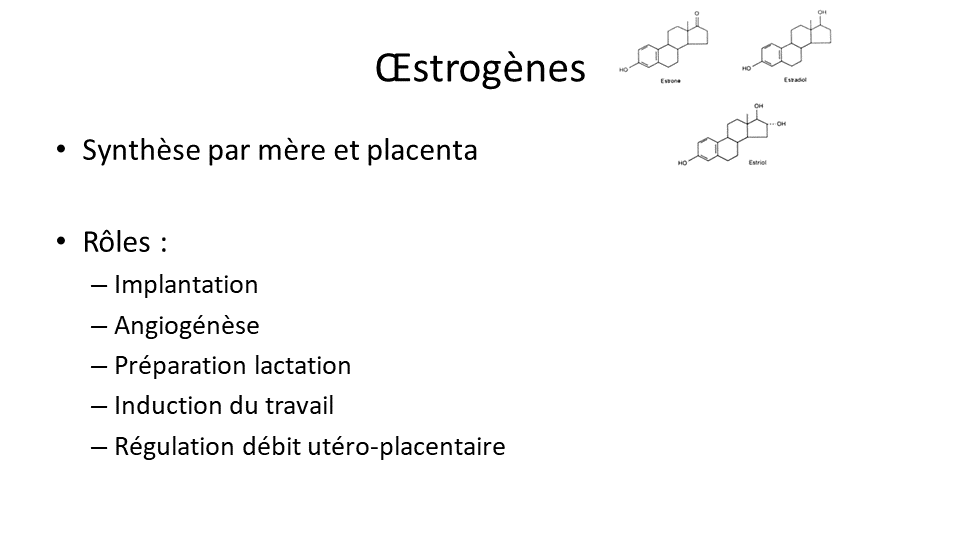 Œstrogènes
O
HO
Estrone
OH
HO
Estradiol
OH
OH
HO
Estriol
• Synthèse par mère et placenta
• Rôles :
– Implantation
– Angiogénèse
– Préparation lactation
– Induction du travail
– Régulation débit utéro-placentaire